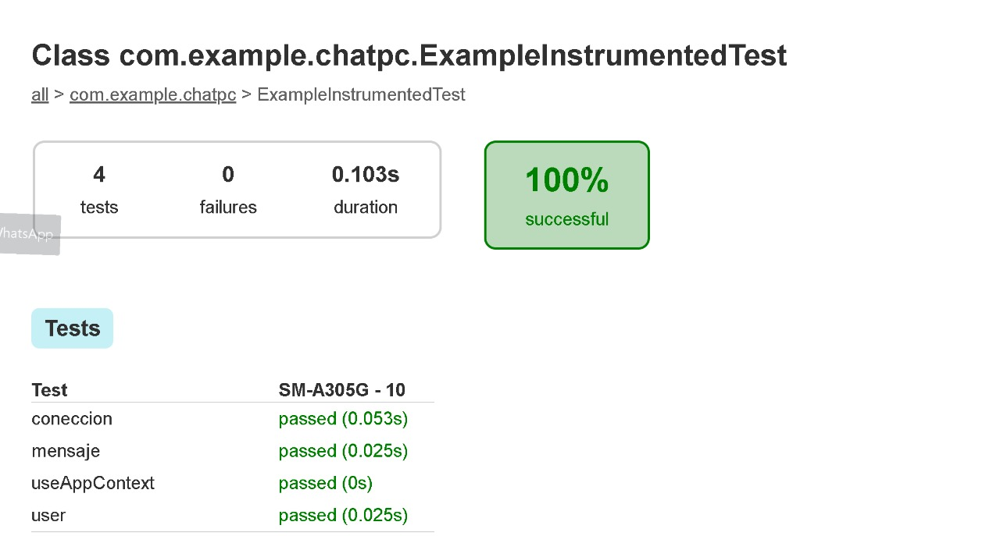 Class com.example.chatpc.ExampleInstrumentedTest
all > com.example.chatpc > ExampleInstrumentedTest
4 0 0.103s
tests failures duration
100%
successful
hatsApp
Tests
Test SM-A305G - 10
coneccion passed (0.053s)
mensaje passed (0.025s)
useAppContext passed (0s)
user passed (0.025s)